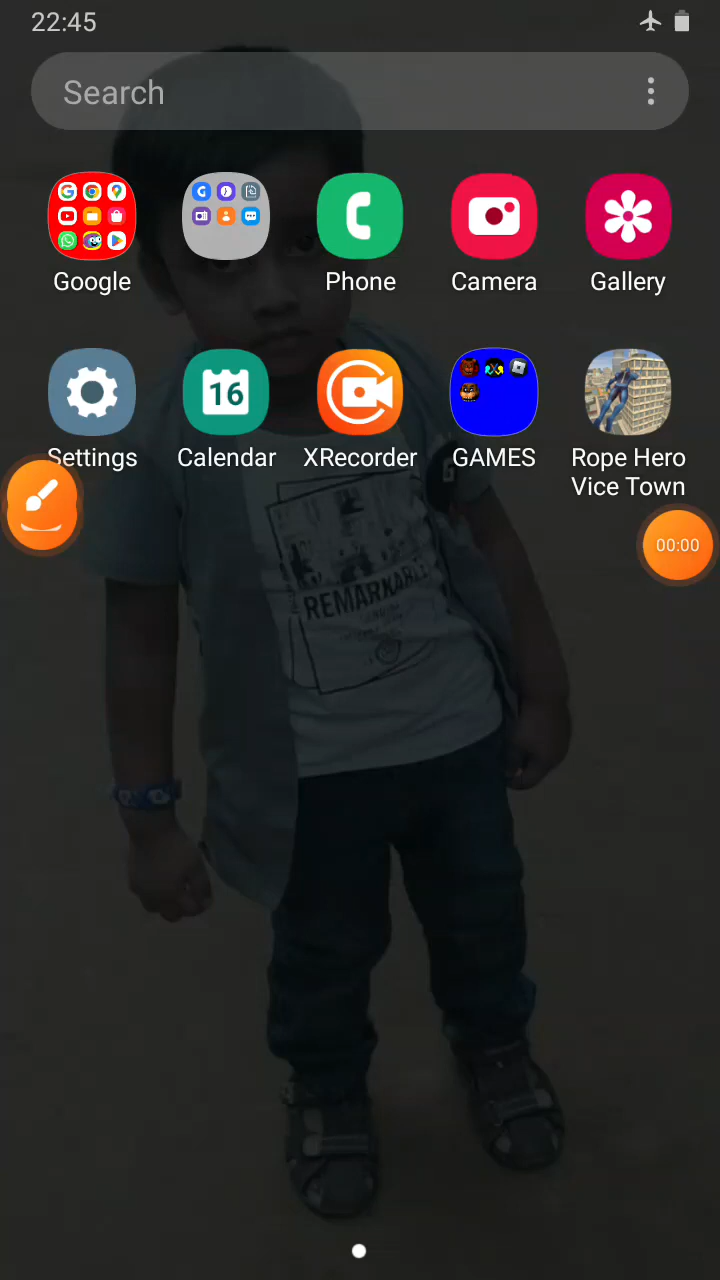 22:45
Search
Google
Phone
Camera
Gallery
16
Settings
Calendar
XRecorder
GAMES
Rope Hero
Vice Town
00:00
REMARKABLE